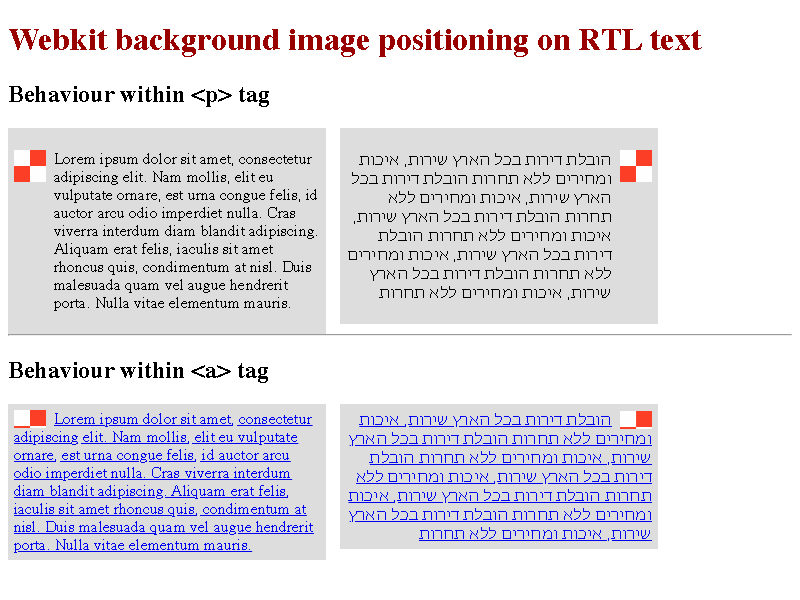 Webkit background image positioning on RTL text
Behaviour within <p> tag
Lorem ipsum dolor sit amet, consectetur
adipiscing elit. Nam mollis, elit eu
vulputate ornare, est urna congue felis, id
auctor arcu odio imperdiet nulla. Cras
viverra interdum diam blandit adipiscing.
Aliquam erat felis, iaculis sit amet
rhoncus quis, condimentum at nisl. Duis
malesuada quam vel augue hendrerit
porta. Nulla vitae elementum mauris.
הובלת דירות בכל הארץ שירות, איכות
ומחירים ללא תחרות הובלת דירות בכל
הארץ שירות, איכות ומחירים ללא
תחרות הובלת דירות בכל הארץ שירות,
איכות ומחירים ללא תחרות הובלת
דירות בכל הארץ שירות, איכות ומחירים
ללא תחרות הובלת דירות בכל הארץ
שירות, איכות ומחירים ללא תחרות
Behaviour within <a> tag
Lorem ipsum dolor sit amet, consectetur
adipiscing elit. Nam mollis, elit eu vulputate
ornare, est urna congue felis, id auctor arcu
odio imperdiet nulla. Cras viverra interdum
diam blandit adipiscing. Aliquam erat felis,
iaculis sit amet rhoncus quis, condimentum at
nisl. Duis malesuada quam vel augue hendrerit
porta. Nulla vitae elementum mauris.
הובלת דירות בכל הארץ שירות, איכות
ומחירים ללא תחרות הובלת דירות בכל הארץ
שירות, איכות ומחירים ללא תחרות הובלת
דירות בכל הארץ שירות, איכות ומחירים ללא
תחרות הובלת דירות בכל הארץ שירות, איכות
ומחירים ללא תחרות הובלת דירות בכל הארץ
שירות, איכות ומחירים ללא תחרות